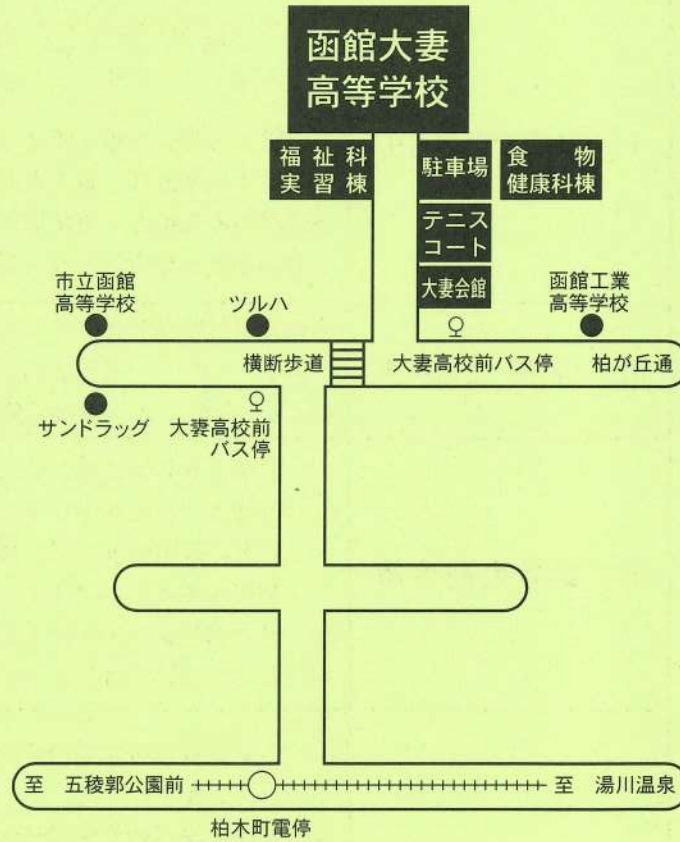 函館大妻
高等学校
福祉科
実習棟
駐車場
食物
健康科棟
テニス
コート
大妻会館
市立函館
高等学校
ツルハ
函館工業
高等学校
横断歩道
大妻高校前バス停
柏が丘通
サンドラッグ
大妻高校前
バス停
至 五稜郭公園前
至 湯川温泉
柏木町電停